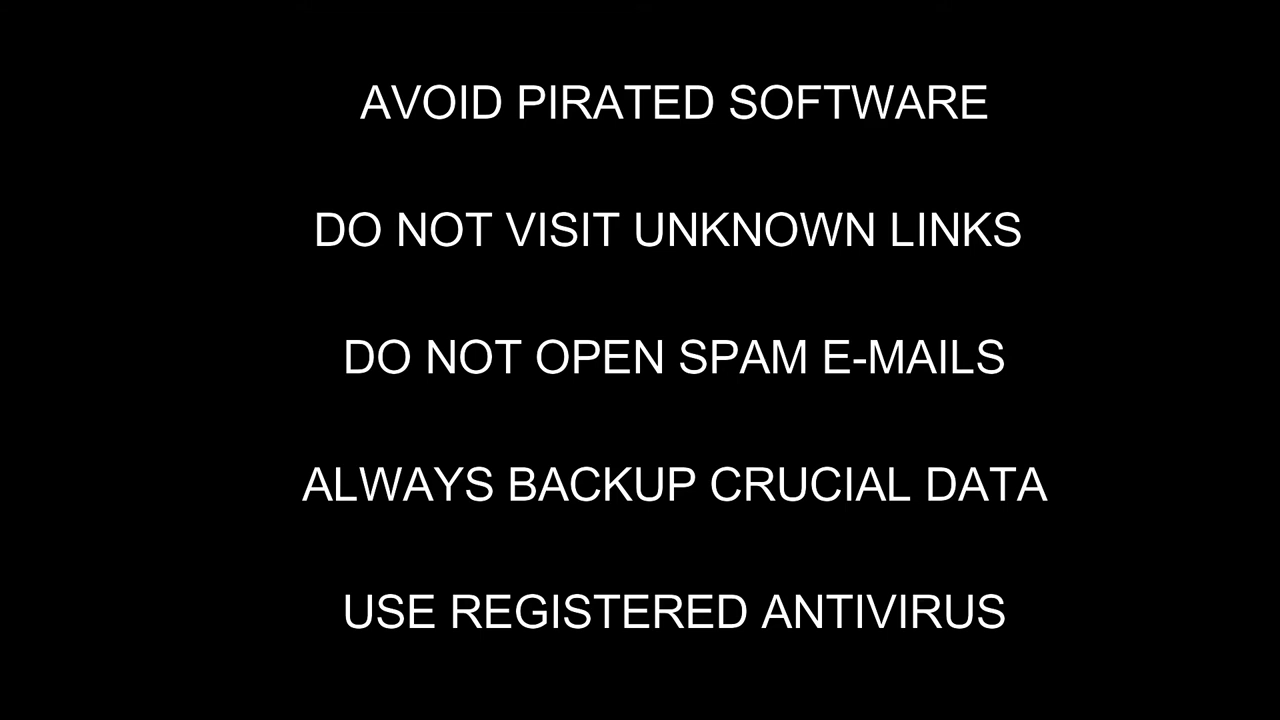 AVOID PIRATED SOFTWARE
DO NOT VISIT UNKNOWN LINKS
DO NOT OPEN SPAM E-MAILS
ALWAYS BACKUP CRUCIAL DATA
USE REGISTERED ANTIVIRUS